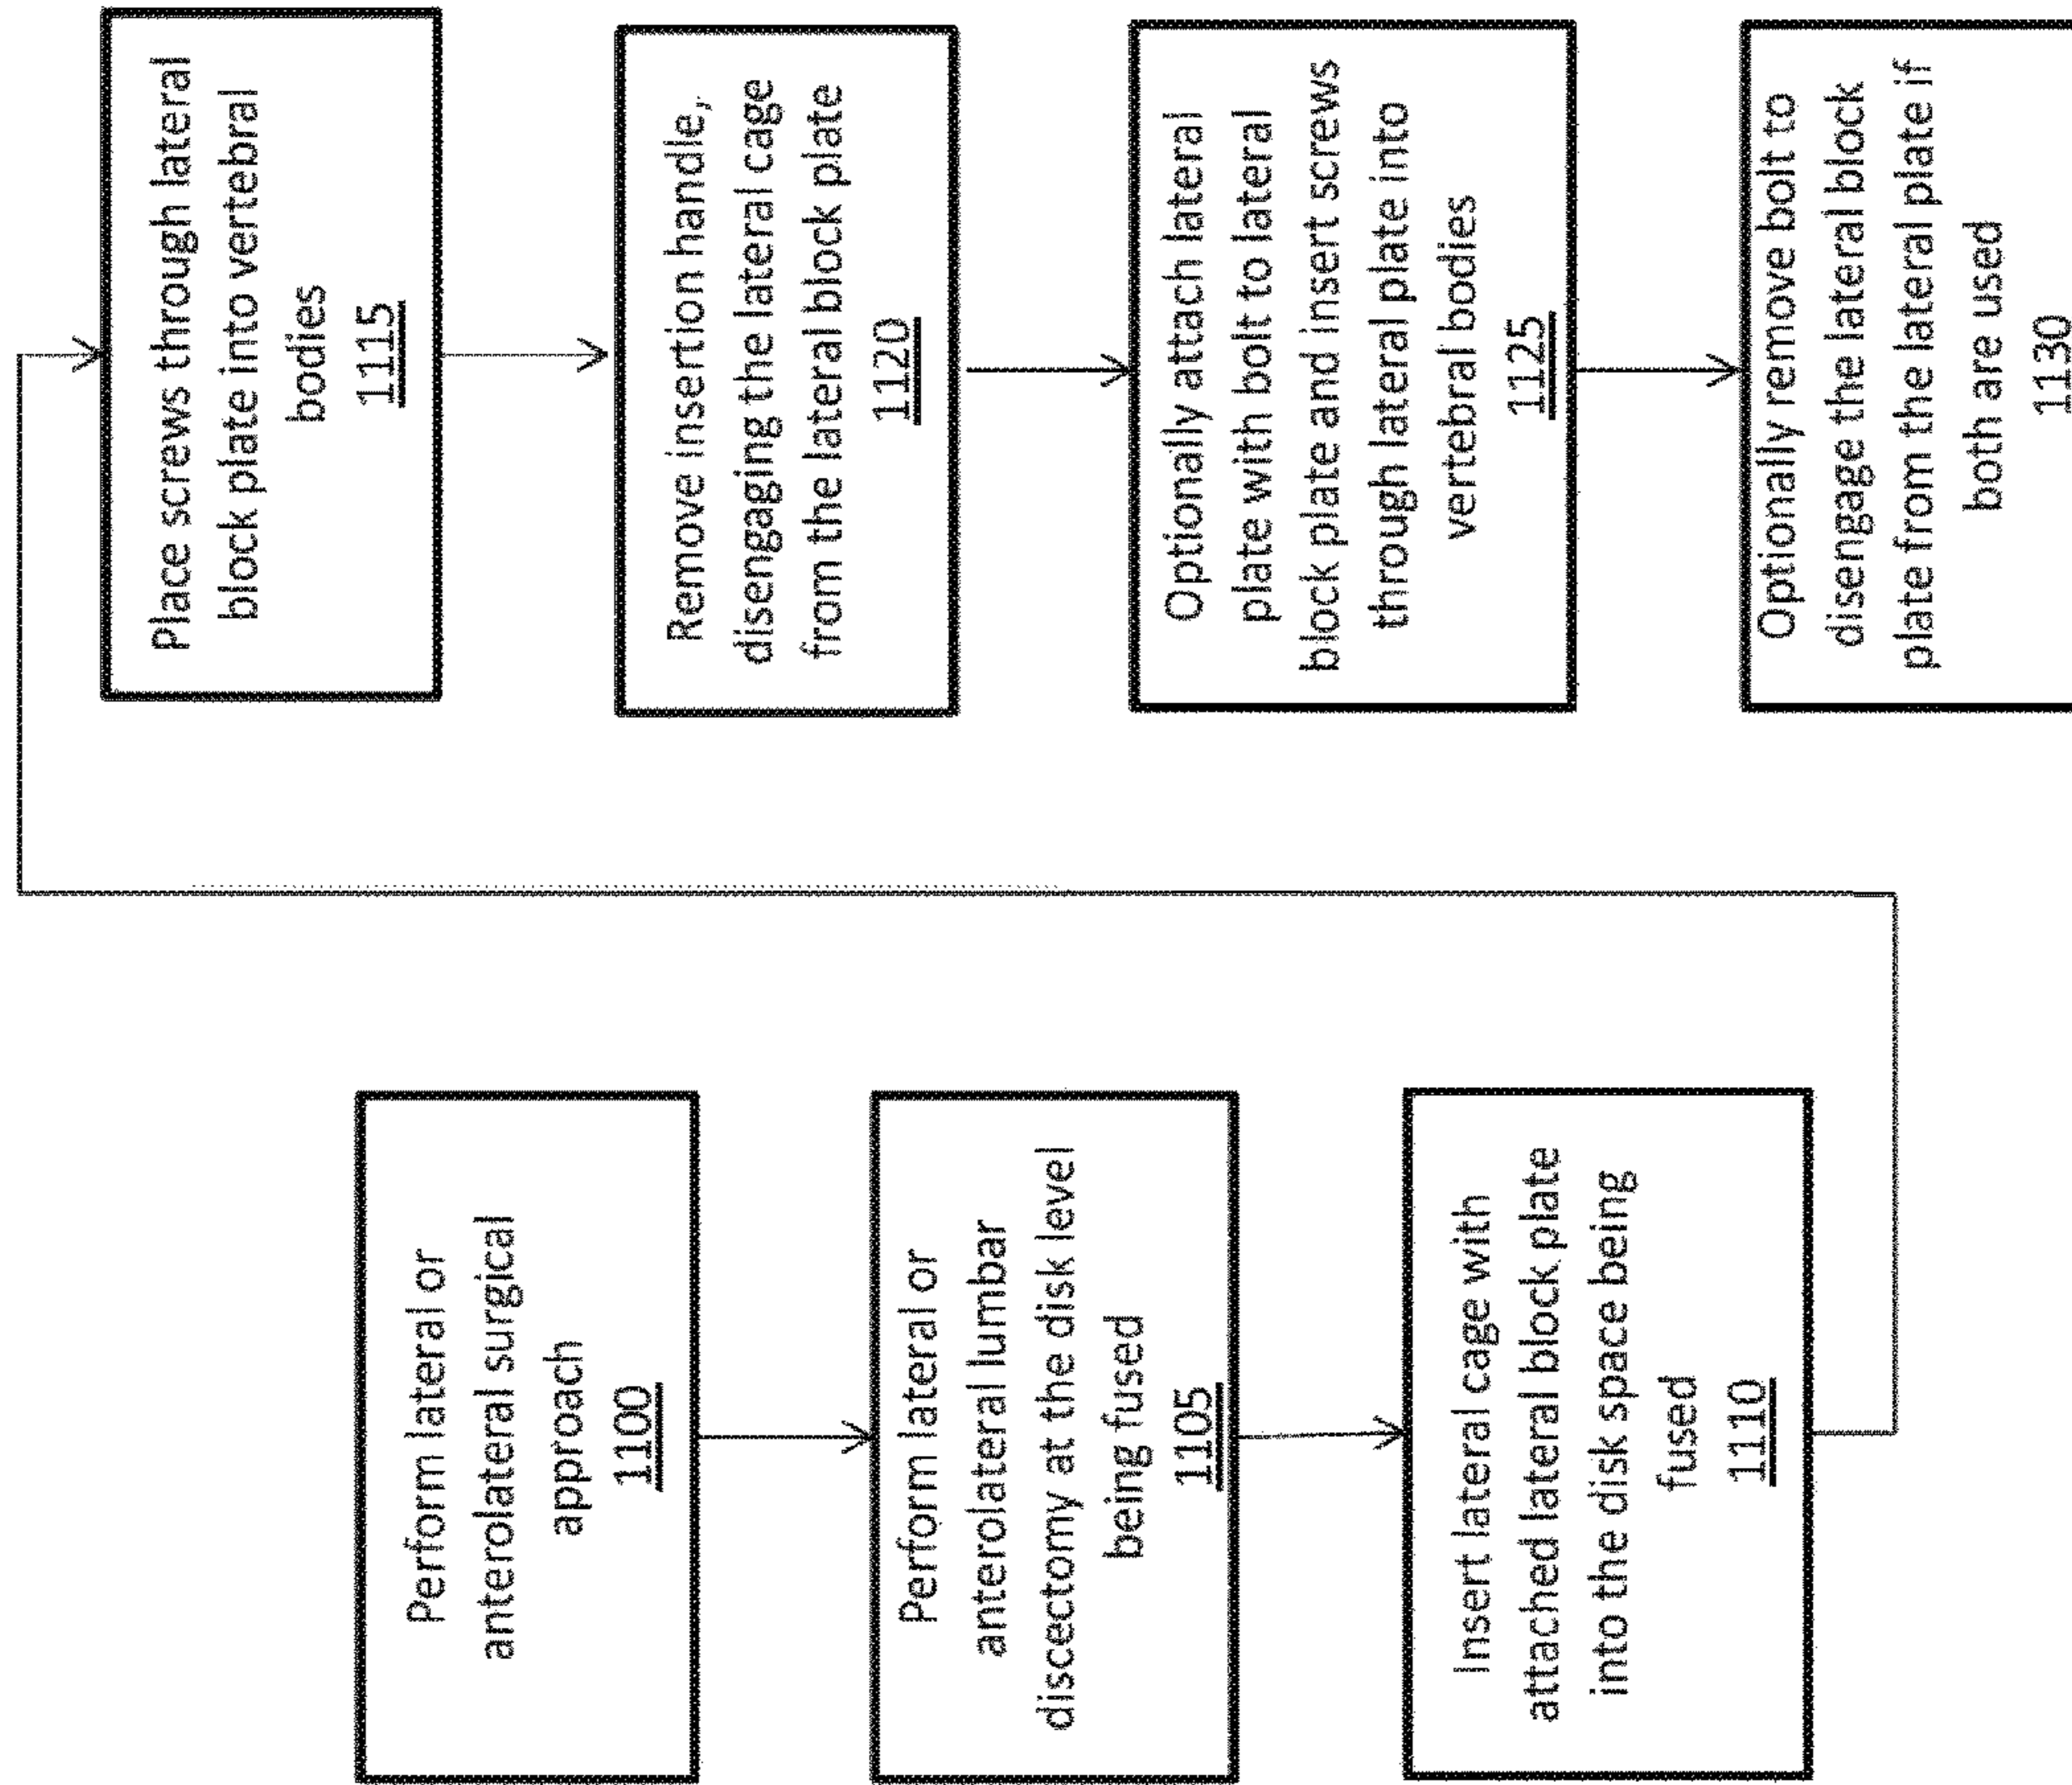 Perform lateral or
anterolateral surgical
approach
1100
Perform lateral or
anterolateral lumbar
discectomy at the disk level
being fused
1105
Insert lateral cage with
attached lateral block plate
into the disk space being
fused
1110
Place screws through lateral
block plate into vertebral
bodies
1115
Remove insertion handle,
disengaging the lateral cage
from the lateral block plate
1120
Optionally attach lateral
plate with bolt to lateral
block plate and insert screws
through lateral plate into
vertebral bodies
1125
Optionally remove bolt to
disengage the lateral block
plate from the lateral plate if
both are used
1130